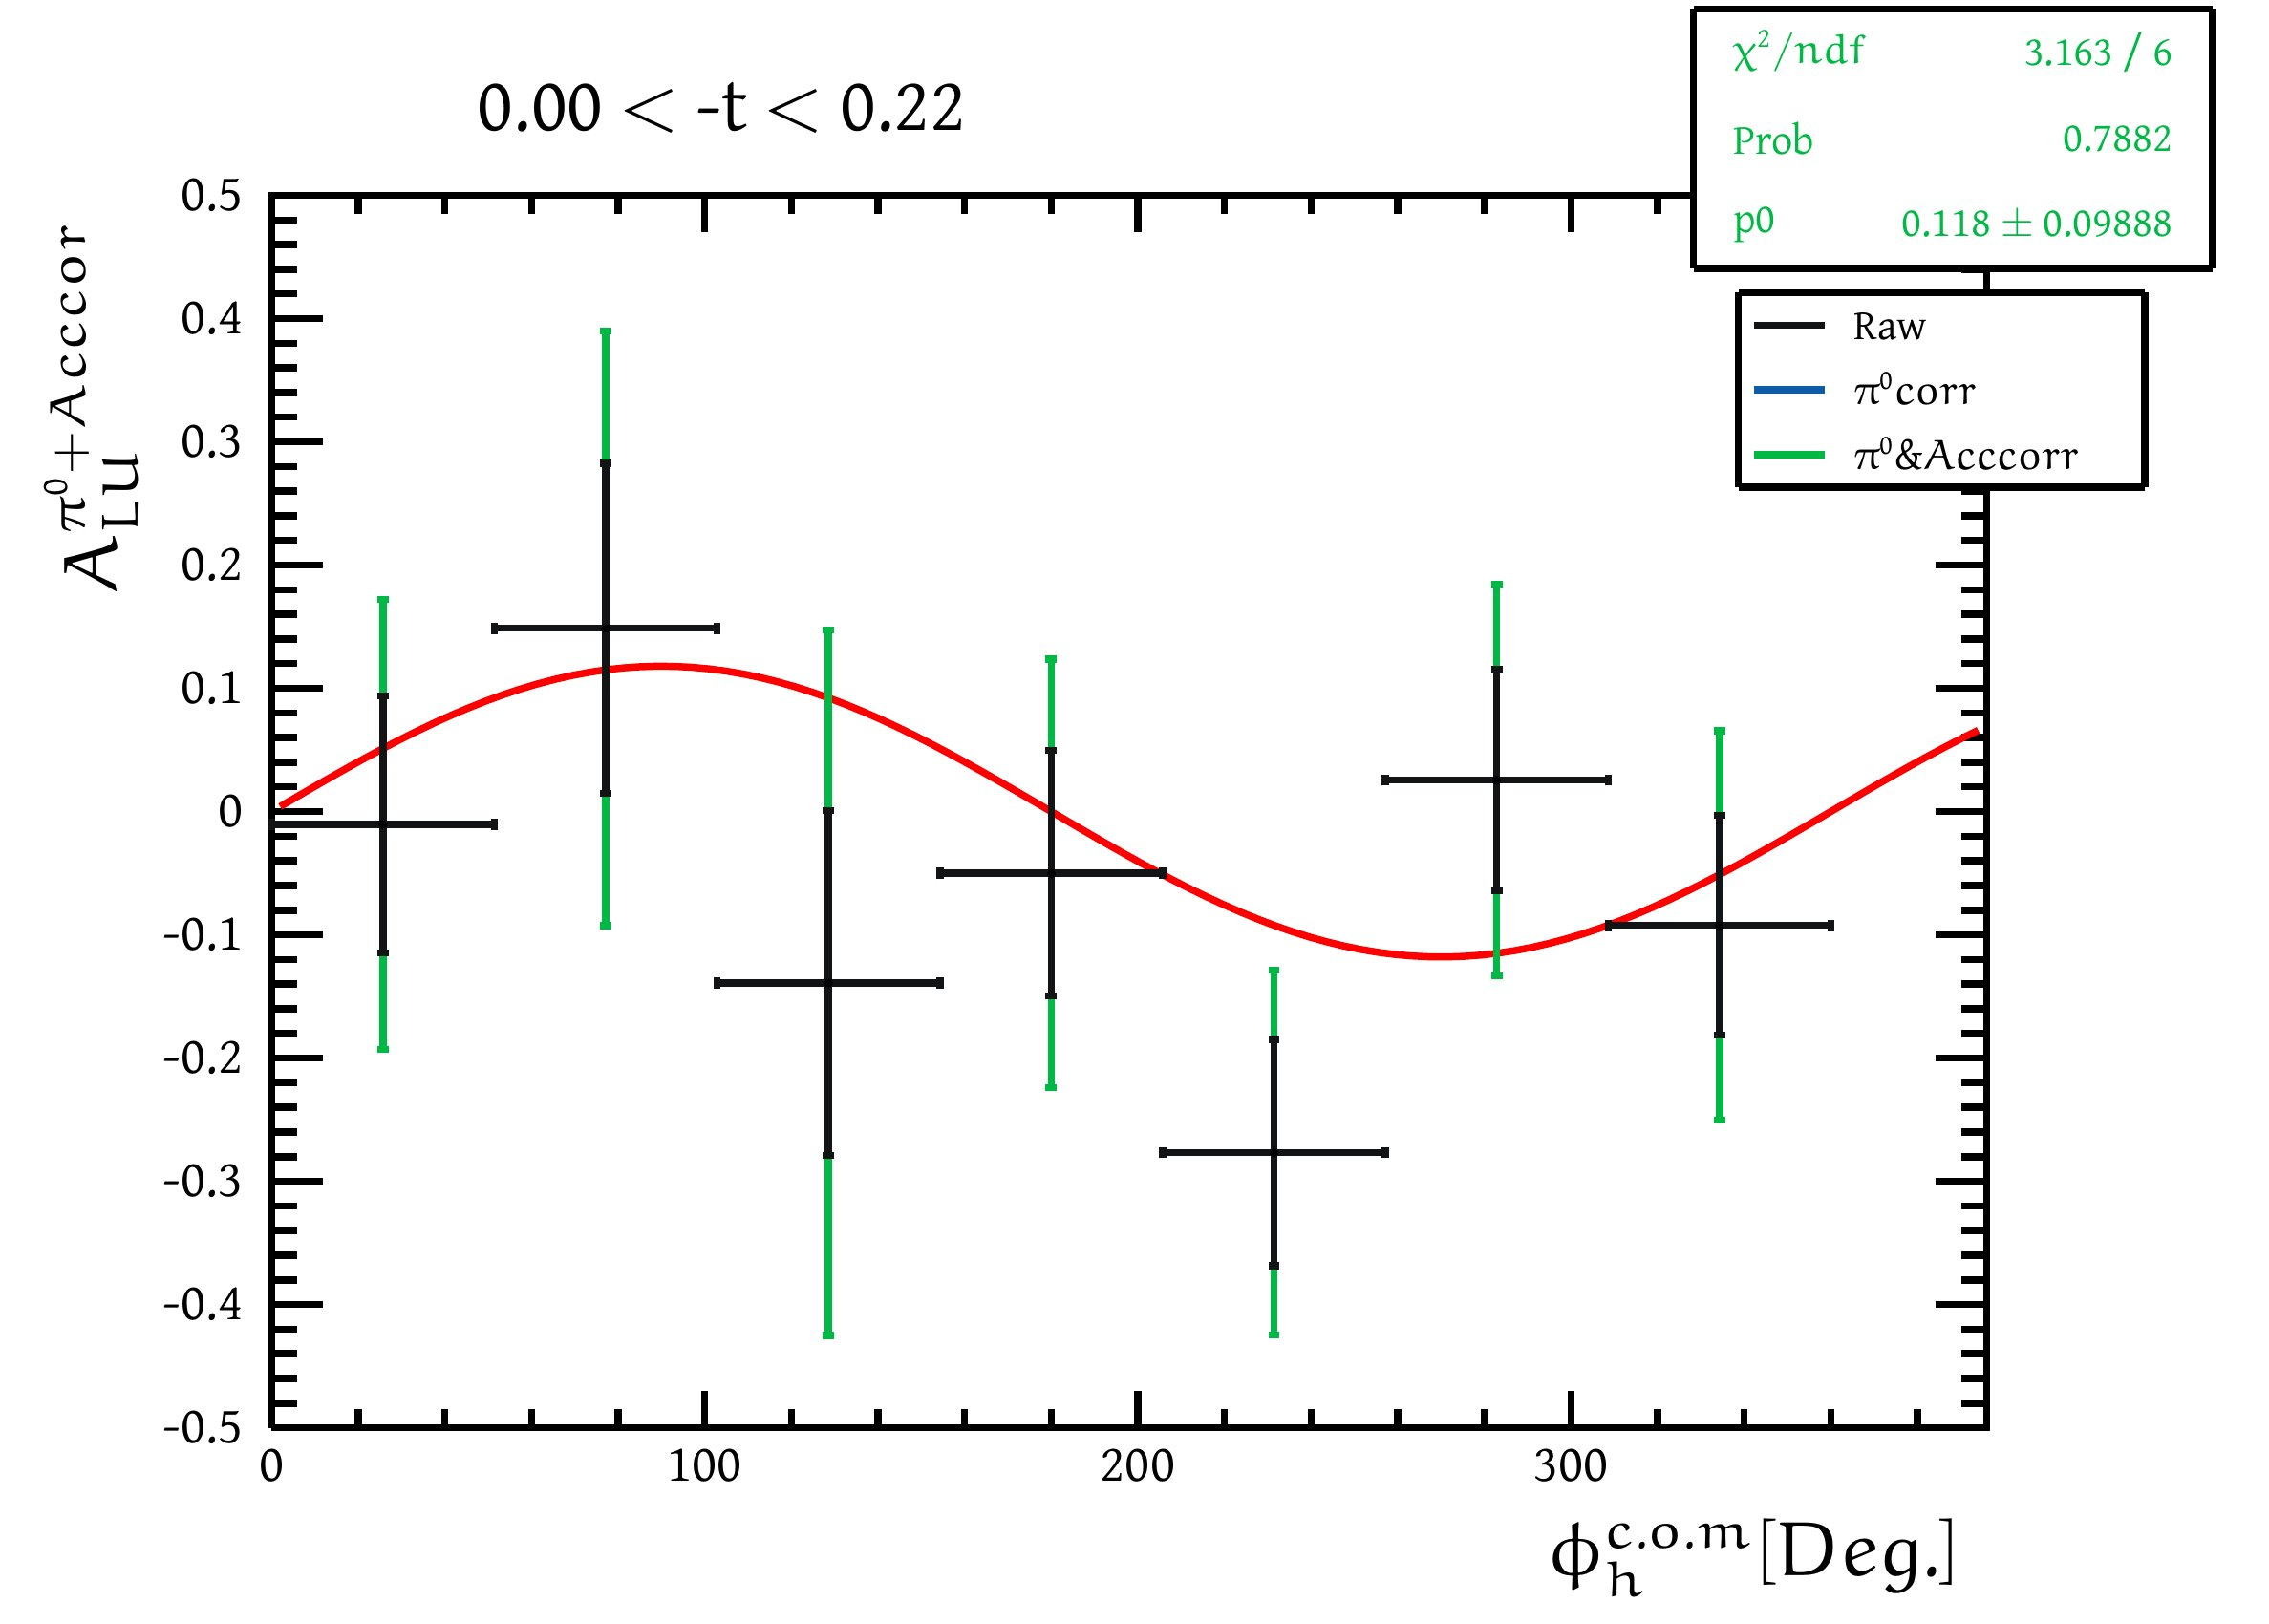 0.00 < -t < 0.22
χ²/ndf 3.163 / 6
Prob 0.7882
p0 0.118 ± 0.09888
Raw
π⁰corr
π⁰&Acccorr
A_LU^π⁰+Acccor
0.5
0.4
0.3
0.2
0.1
0
-0.1
-0.2
-0.3
-0.4
-0.5
0 100 200 300
ϕ_h^c.o.m[Deg.]